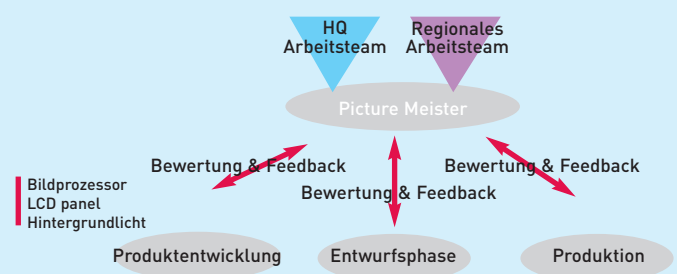 HQ
Arbeitsteam
Regionales
Arbeitsteam
Picture Meister
Bewertung & Feedback
Bewertung & Feedback
Bewertung & Feedback
Bildprozessor
LCD panel
Hintergrundlicht
Produktentwicklung
Entwurfsphase
Produktion